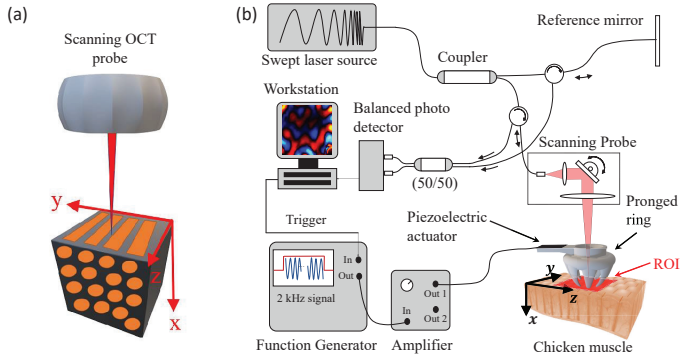 (a)
Scanning OCT
probe
y
z
x
(b)
Swept laser source
Coupler
Reference mirror
Workstation
Balanced photo
detector
(50/50)
Scanning Probe
Trigger
Piezoelectric
actuator
Pronged
ring
ROI
In
Out
2 kHz signal
Function Generator
Out 1
Out 2
In
Amplifier
y
z
x
Chicken muscle